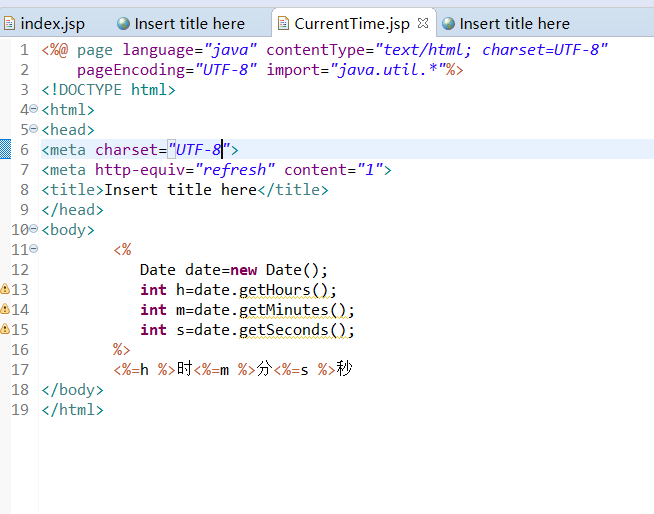 index.jsp Insert title here CurrentTime.jsp Insert title here
1 <%@ page language="java" contentType="text/html; charset=UTF-8"
2 pageEncoding="UTF-8" import="java.util.*"%>
3 <!DOCTYPE html>
4 <html>
5 <head>
6 <meta charset="UTF-8">
7 <meta http-equiv="refresh" content="1">
8 <title>Insert title here</title>
9 </head>
10 <body>
11 <%
12 Date date=new Date();
13 int h=date.getHours();
14 int m=date.getMinutes();
15 int s=date.getSeconds();
16 %>
17 <%=h %>时<%=m %>分<%=s %>秒
18 </body>
19 </html>